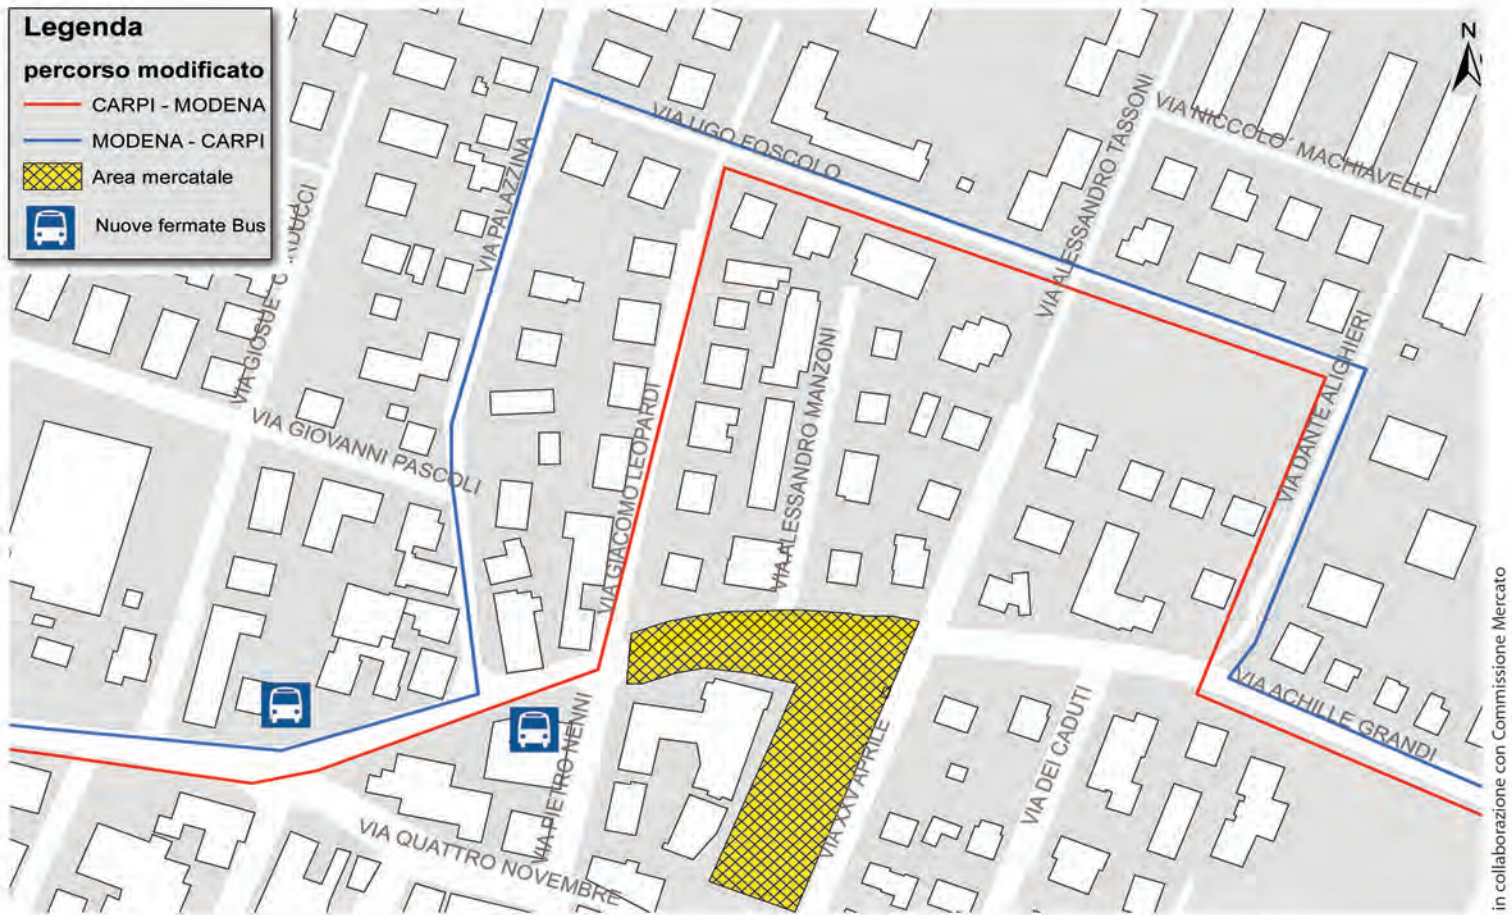 Legenda
percorso modificato
CARPI - MODENA
MODENA - CARPI
Area mercatale
Nuove fermate Bus
N
VIA UGO FOSCOLO
VIA PALAZZINA
VIA ALESSANDRO TASSONI
VIA NICCOLO´ MACHIAVELLI
VIA GIOSUE´ CARDUCCI
VIA GIOVANNI PASCOLI
VIA GIACOMO LEOPARDI
VIA ALESSANDRO MANZONI
VIA DANTE ALIGHIERI
VIA ACHILLE GRANDI
VIA PIETRO NENNI
VIA XXV APRILE
VIA DEI CADUTI
VIA QUATTRO NOVEMBRE
in collaborazione con Commissione Mercato